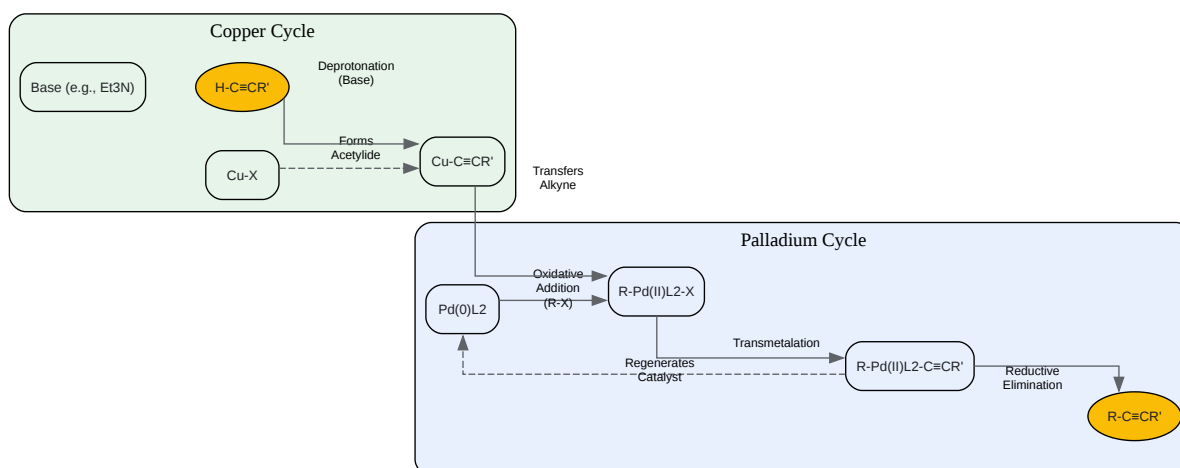 Copper Cycle
Deprotonation
(Base)
Base (e.g., Et3N)
H-C≡CR'
Forms
Acetylide
Cu-X
Cu-C≡CR'
Transfers
Alkyne
Palladium Cycle
Oxidative
Addition
(R-X)
Pd(0)L2
R-Pd(II)L2-X
Transmetalation
Regenerates
Catalyst
R-Pd(II)L2-C≡CR'
Reductive
Elimination
R-C≡CR'